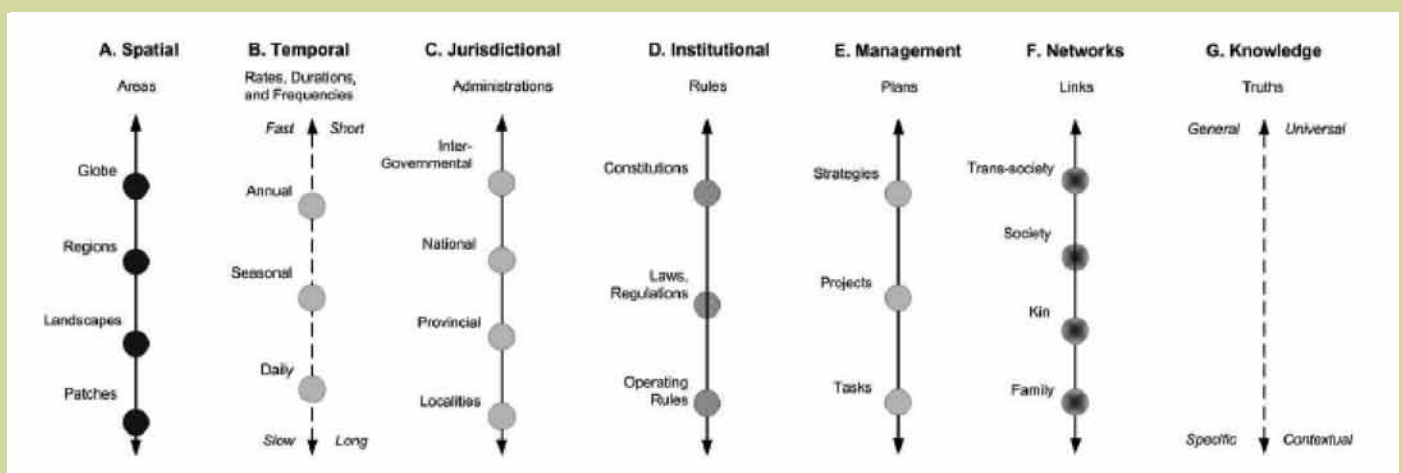 A. Spatial
Areas
Globe
Regions
Landscapes
Patches
B. Temporal
Rates, Durations,
and Frequencies
Fast Short
Annual
Seasonal
Daily
Slow Long
C. Jurisdictional
Administrations
Inter-
Governmental
National
Provincial
Localities
D. Institutional
Rules
Constitutions
Laws,
Regulations
Operating
Rules
E. Management
Plans
Strategies
Projects
Tasks
F. Networks
Links
Trans-society
Society
Kin
Family
G. Knowledge
Truths
General Universal
Specific Contextual